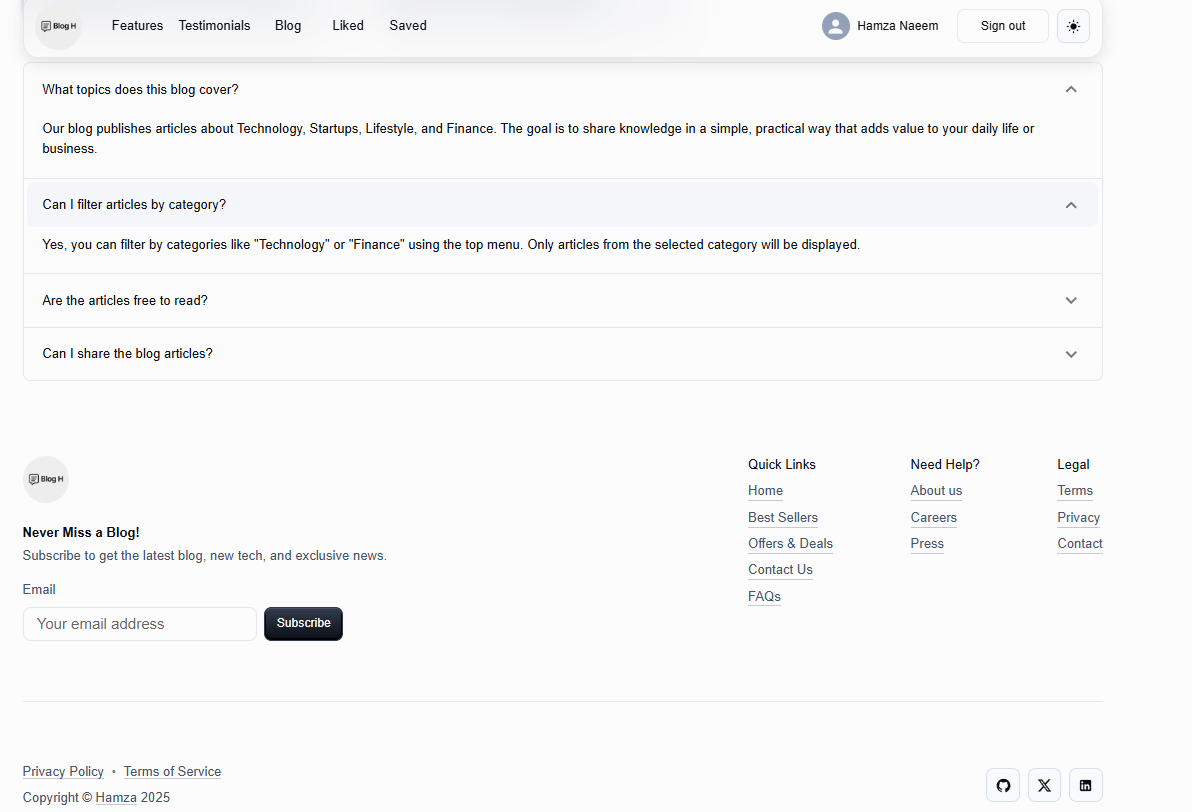 Blog H
Features Testimonials Blog Liked Saved
Hamza Naeem
Sign out
What topics does this blog cover?
Our blog publishes articles about Technology, Startups, Lifestyle, and Finance. The goal is to share knowledge in a simple, practical way that adds value to your daily life or
business.
Can I filter articles by category?
Yes, you can filter by categories like "Technology" or "Finance" using the top menu. Only articles from the selected category will be displayed.
Are the articles free to read?
Can I share the blog articles?
Blog H
Never Miss a Blog!
Subscribe to get the latest blog, new tech, and exclusive news.
Email
Your email address
Subscribe
Quick Links
Home
Best Sellers
Offers & Deals
Contact Us
FAQs
Need Help?
About us
Careers
Press
Legal
Terms
Privacy
Contact
Privacy Policy • Terms of Service
Copyright © Hamza 2025